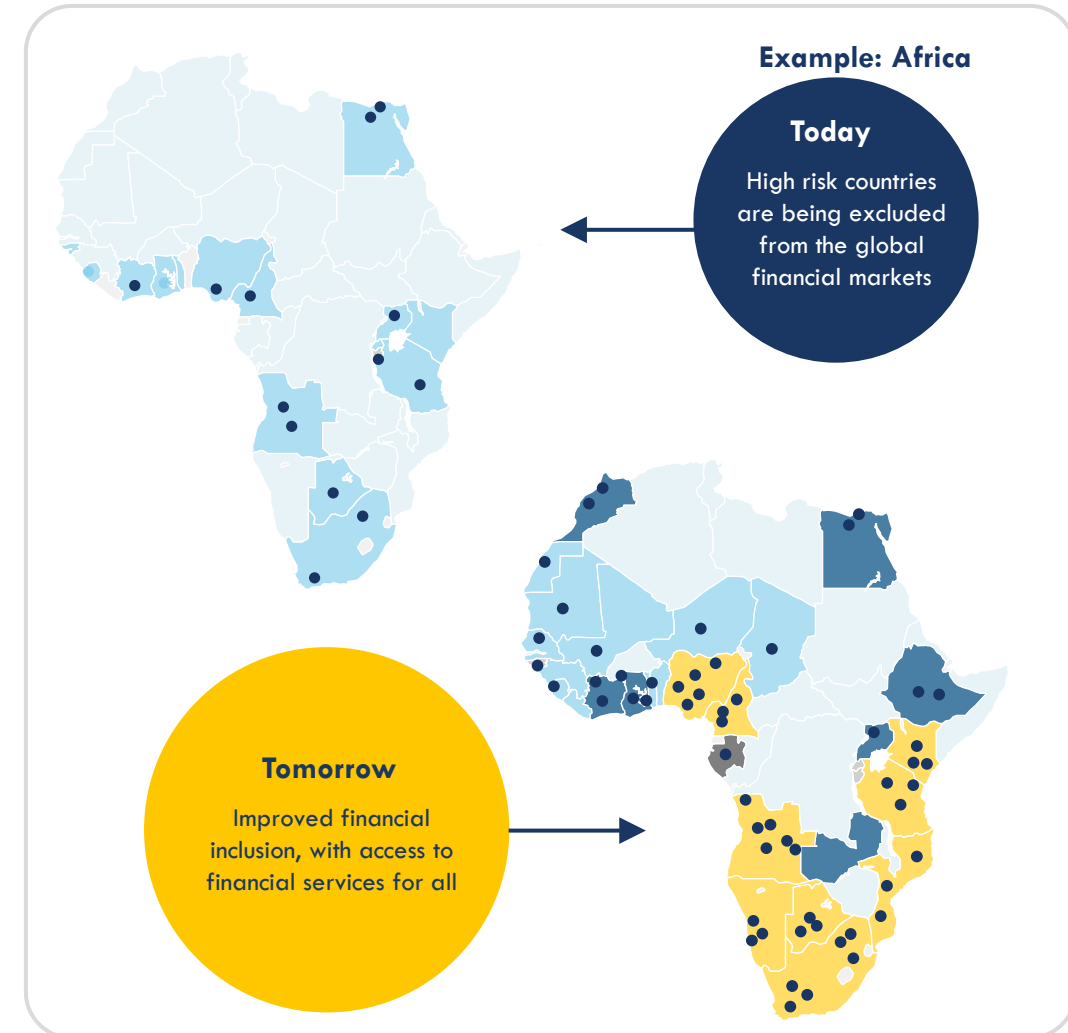 Example: Africa
Today
High risk countries
are being excluded
from the global
financial markets
Tomorrow
Improved financial
inclusion, with access to
financial services for all